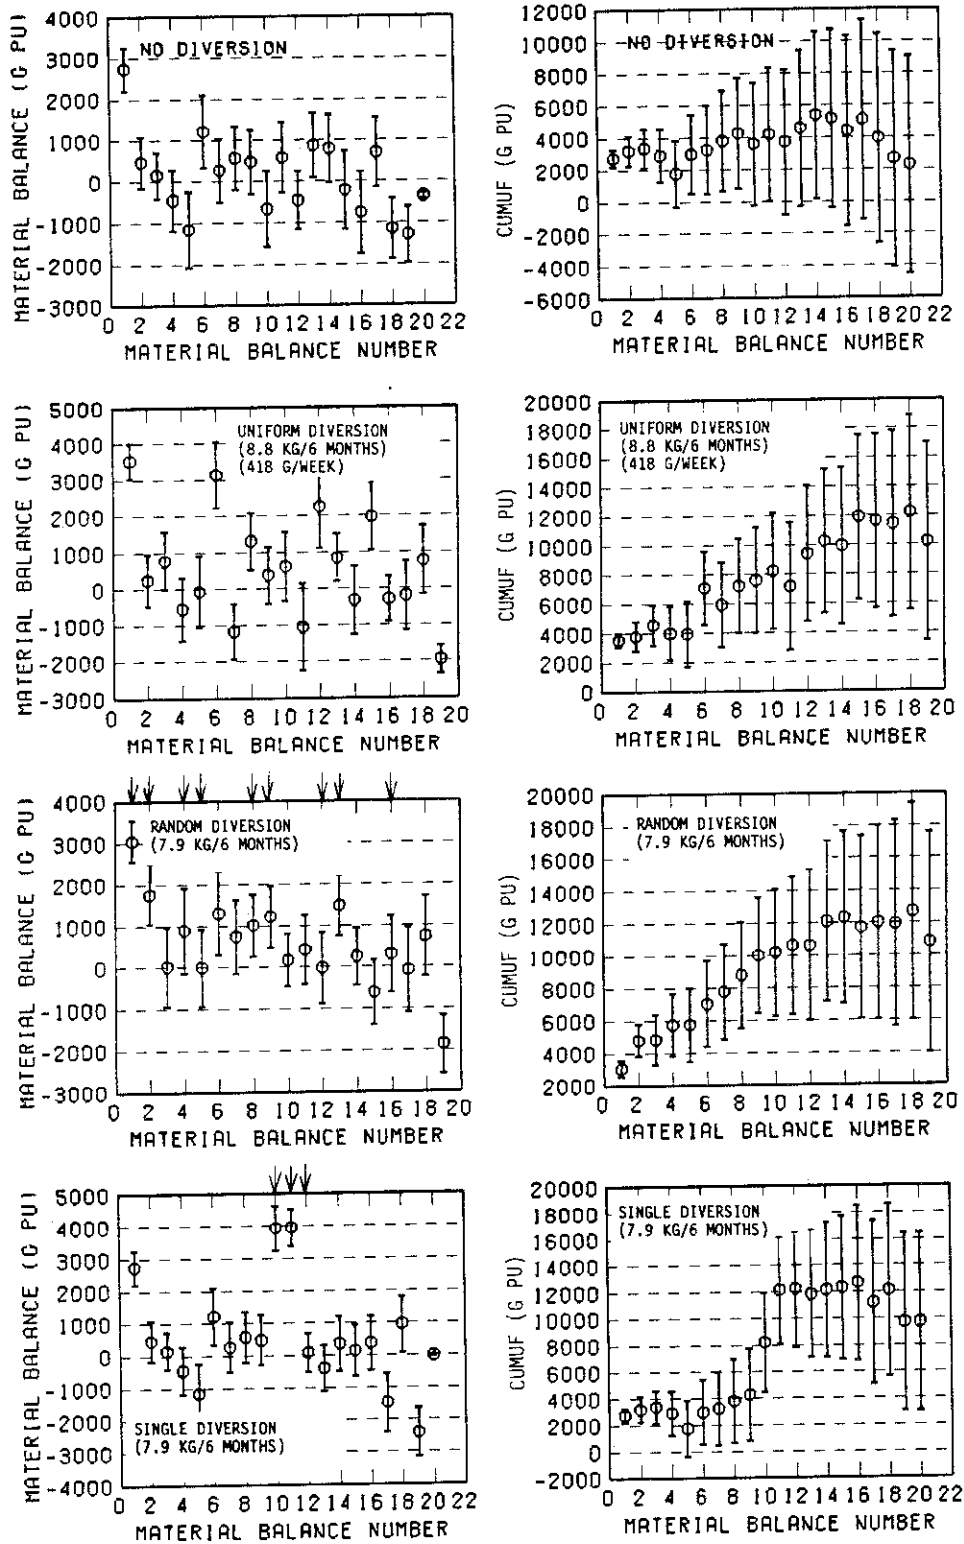 MATERIAL BALANCE (G PU)
4000
3000
2000
1000
0
-1000
-2000
-3000
NO DIVERSION
0 2 4 6 8 10 12 14 16 18 20 22
MATERIAL BALANCE NUMBER
CUMUF (G PU)
12000
10000
8000
6000
4000
2000
0
-2000
-4000
-6000
NO DIVERSION
0 2 4 6 8 10 12 14 16 18 20 22
MATERIAL BALANCE NUMBER
MATERIAL BALANCE (G PU)
5000
4000
3000
2000
1000
0
-1000
-2000
-3000
UNIFORM DIVERSION
(8.8 KG/6 MONTHS)
(418 G/WEEK)
0 2 4 6 8 10 12 14 16 18 20
MATERIAL BALANCE NUMBER
CUMUF (G PU)
20000
18000
16000
14000
12000
10000
8000
6000
4000
2000
0
UNIFORM DIVERSION
(8.8 KG/6 MONTHS)
(418 G/WEEK)
0 2 4 6 8 10 12 14 16 18 20
MATERIAL BALANCE NUMBER
MATERIAL BALANCE (G PU)
4000
3000
2000
1000
0
-1000
-2000
-3000
RANDOM DIVERSION
(7.9 KG/6 MONTHS)
0 2 4 6 8 10 12 14 16 18 20
MATERIAL BALANCE NUMBER
CUMUF (G PU)
20000
18000
16000
14000
12000
10000
8000
6000
4000
2000
RANDOM DIVERSION
(7.9 KG/6 MONTHS)
0 2 4 6 8 10 12 14 16 18 20
MATERIAL BALANCE NUMBER
MATERIAL BALANCE (G PU)
5000
4000
3000
2000
1000
0
-1000
-2000
-3000
-4000
SINGLE DIVERSION
(7.9 KG/6 MONTHS)
0 2 4 6 8 10 12 14 16 18 20 22
MATERIAL BALANCE NUMBER
CUMUF (G PU)
20000
18000
16000
14000
12000
10000
8000
6000
4000
2000
0
-2000
SINGLE DIVERSION
(7.9 KG/6 MONTHS)
0 2 4 6 8 10 12 14 16 18 20 22
MATERIAL BALANCE NUMBER